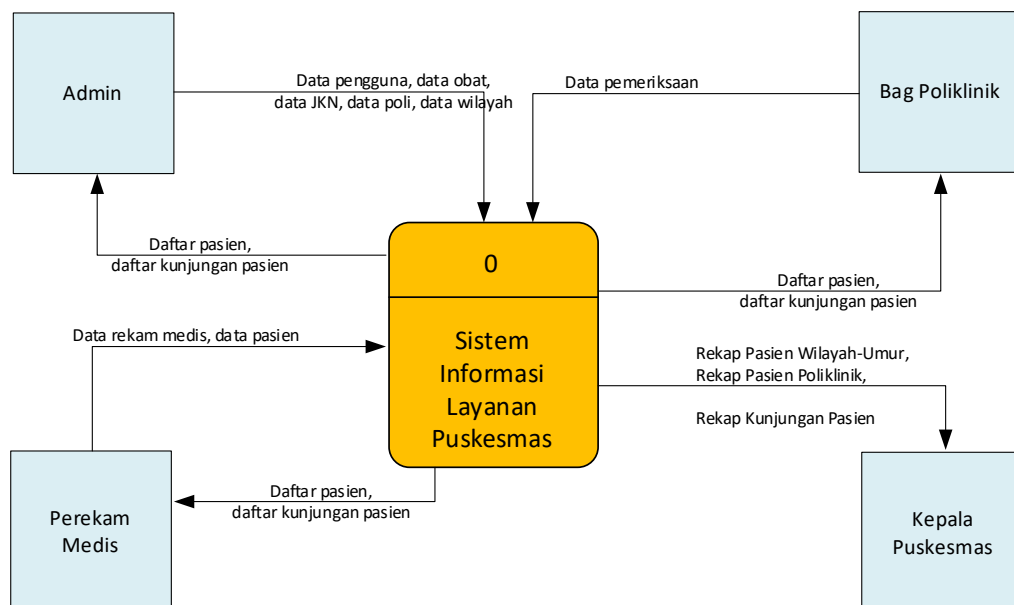 Admin
Data pengguna, data obat,
data JKN, data poli, data wilayah
Data pemeriksaan
Bag Poliklinik
Daftar pasien,
daftar kunjungan pasien
0
Daftar pasien,
daftar kunjungan pasien
Data rekam medis, data pasien
Sistem
Informasi
Layanan
Puskesmas
Rekap Pasien Wilayah-Umur,
Rekap Pasien Poliklinik,
Rekap Kunjungan Pasien
Perekam
Medis
Daftar pasien,
daftar kunjungan pasien
Kepala
Puskesmas